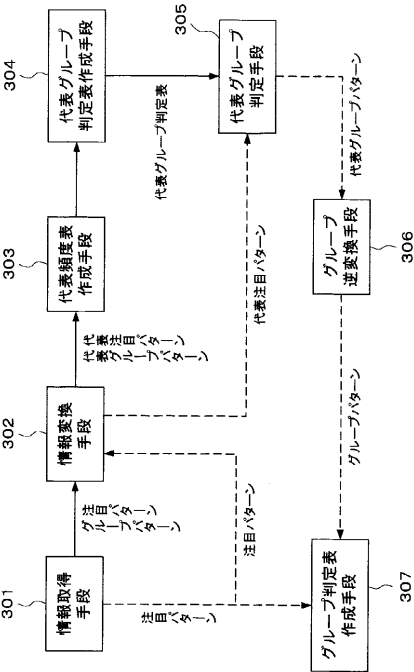 301
情報取得
手段
注目パターン
グループパターン
302
情報変換
手段
代表注目パターン
代表グループパターン
303
代表頻度表
作成手段
304
代表グループ
判定表作成手段
代表グループ判定表
305
代表グループ
判定手段
代表注目パターン
注目パターン
注目パターン
代表グループパターン
306
グループ
逆変換手段
グループパターン
307
グループ判定表
作成手段